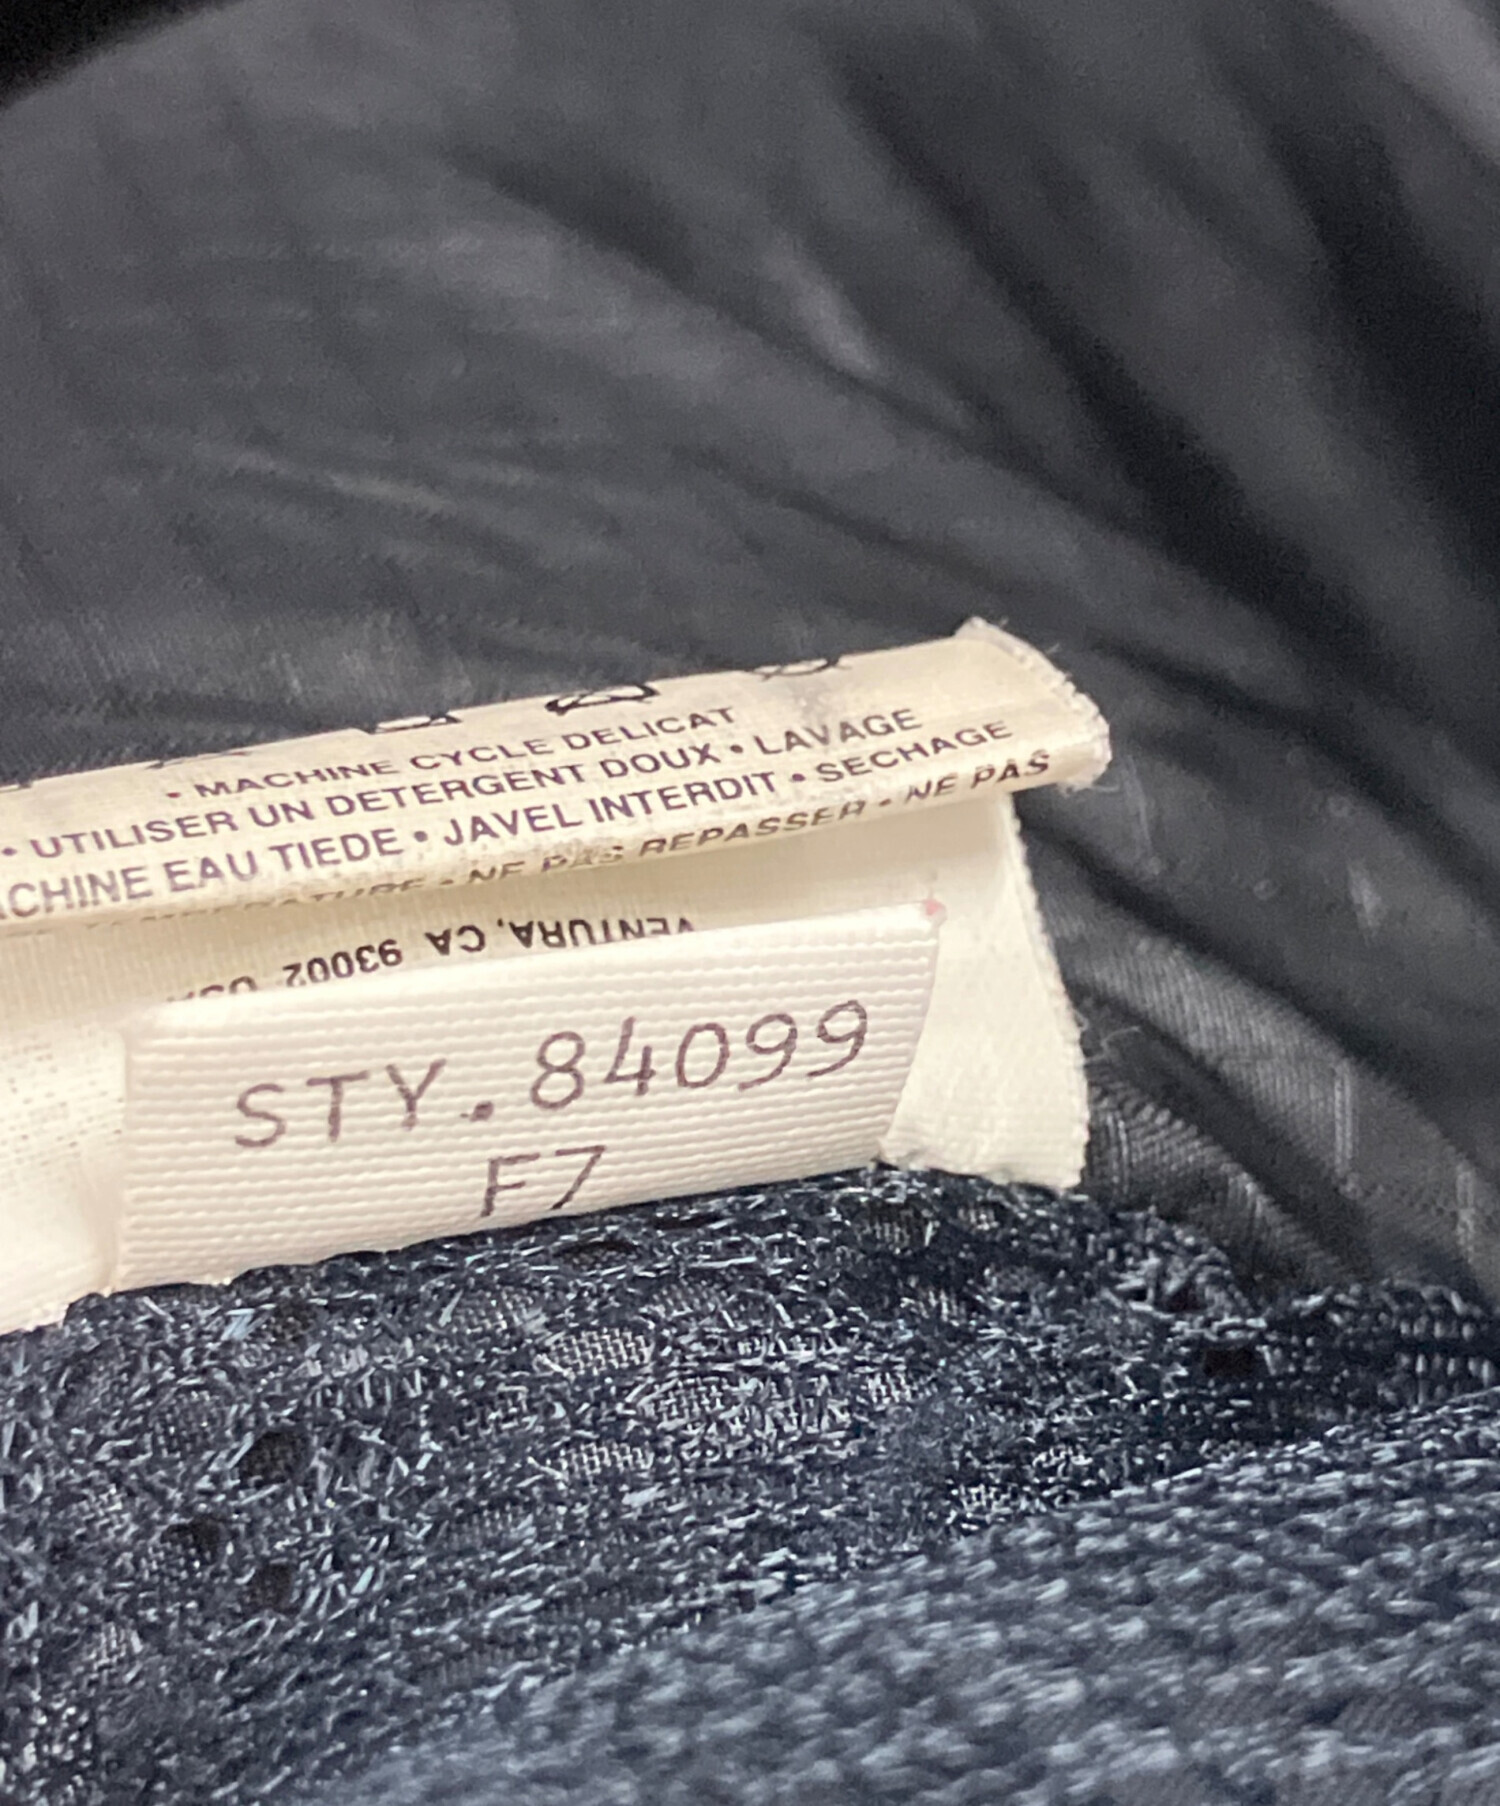 • MACHINE CYCLE DELICAT
• UTILISER UN DETERGENT DOUX • LAVAGE
EAU TIEDE • JAVEL INTERDIT • SECHAGE
• NE PAS REPASSER • NE PAS
VENTURA, CA 93002 USA
STY.84099
F7